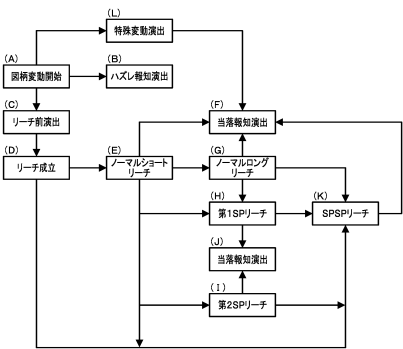 (L)
特殊変動演出
(A)
図柄変動開始
(B)
ハズレ報知演出
(C)
リーチ前演出
(F)
当落報知演出
(D)
リーチ成立
(E)
ノーマルショート
リーチ
(G)
ノーマルロング
リーチ
(H)
第1SPリーチ
(K)
SPSPリーチ
(J)
当落報知演出
(I)
第2SPリーチ